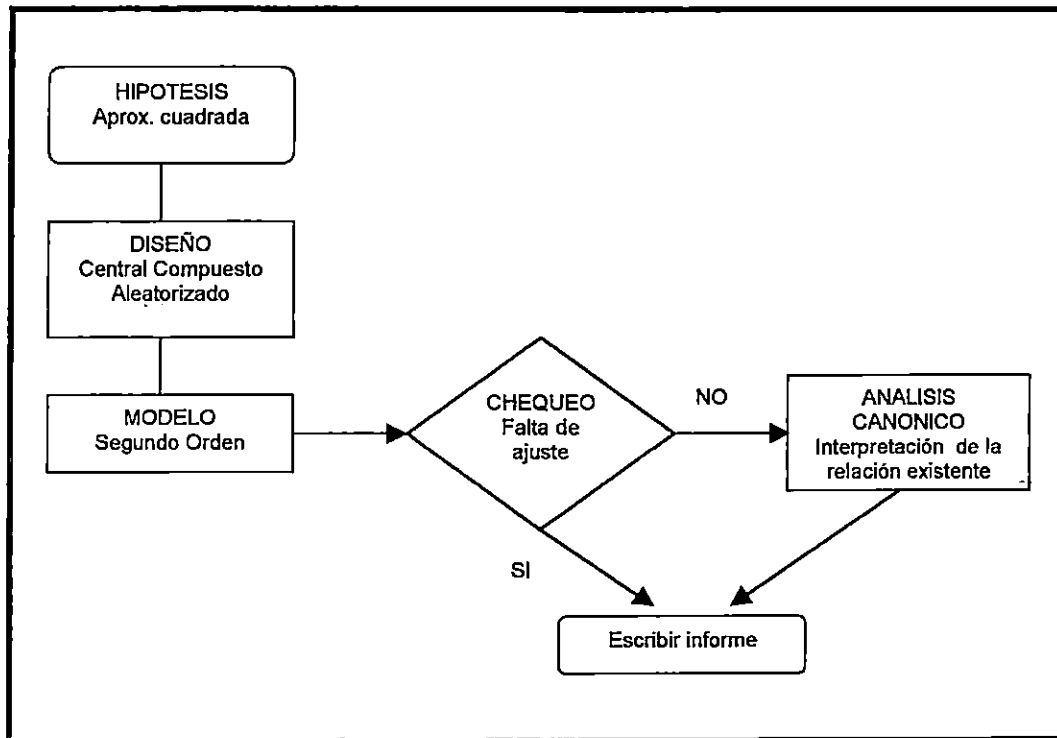 HIPOTESIS
Aprox. cuadrada
DISEÑO
Central Compuesto
Aleatorizado
MODELO
Segundo Orden
CHEQUEO
Falta de
ajuste
NO
ANALISIS
CANONICO
Interpretación de la
relación existente
SI
Escribir informe